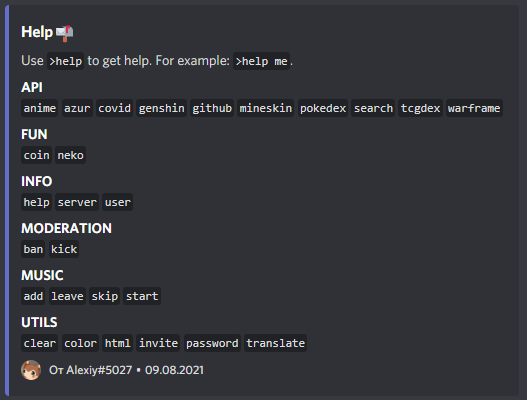 Help
Use >help to get help. For example: >help me.
API
anime azur covid genshin github mineskin pokedex search tcgdex warframe
FUN
coin neko
INFO
help server user
MODERATION
ban kick
MUSIC
add leave skip start
UTILS
clear color html invite password translate
От Alexiy#5027 • 09.08.2021